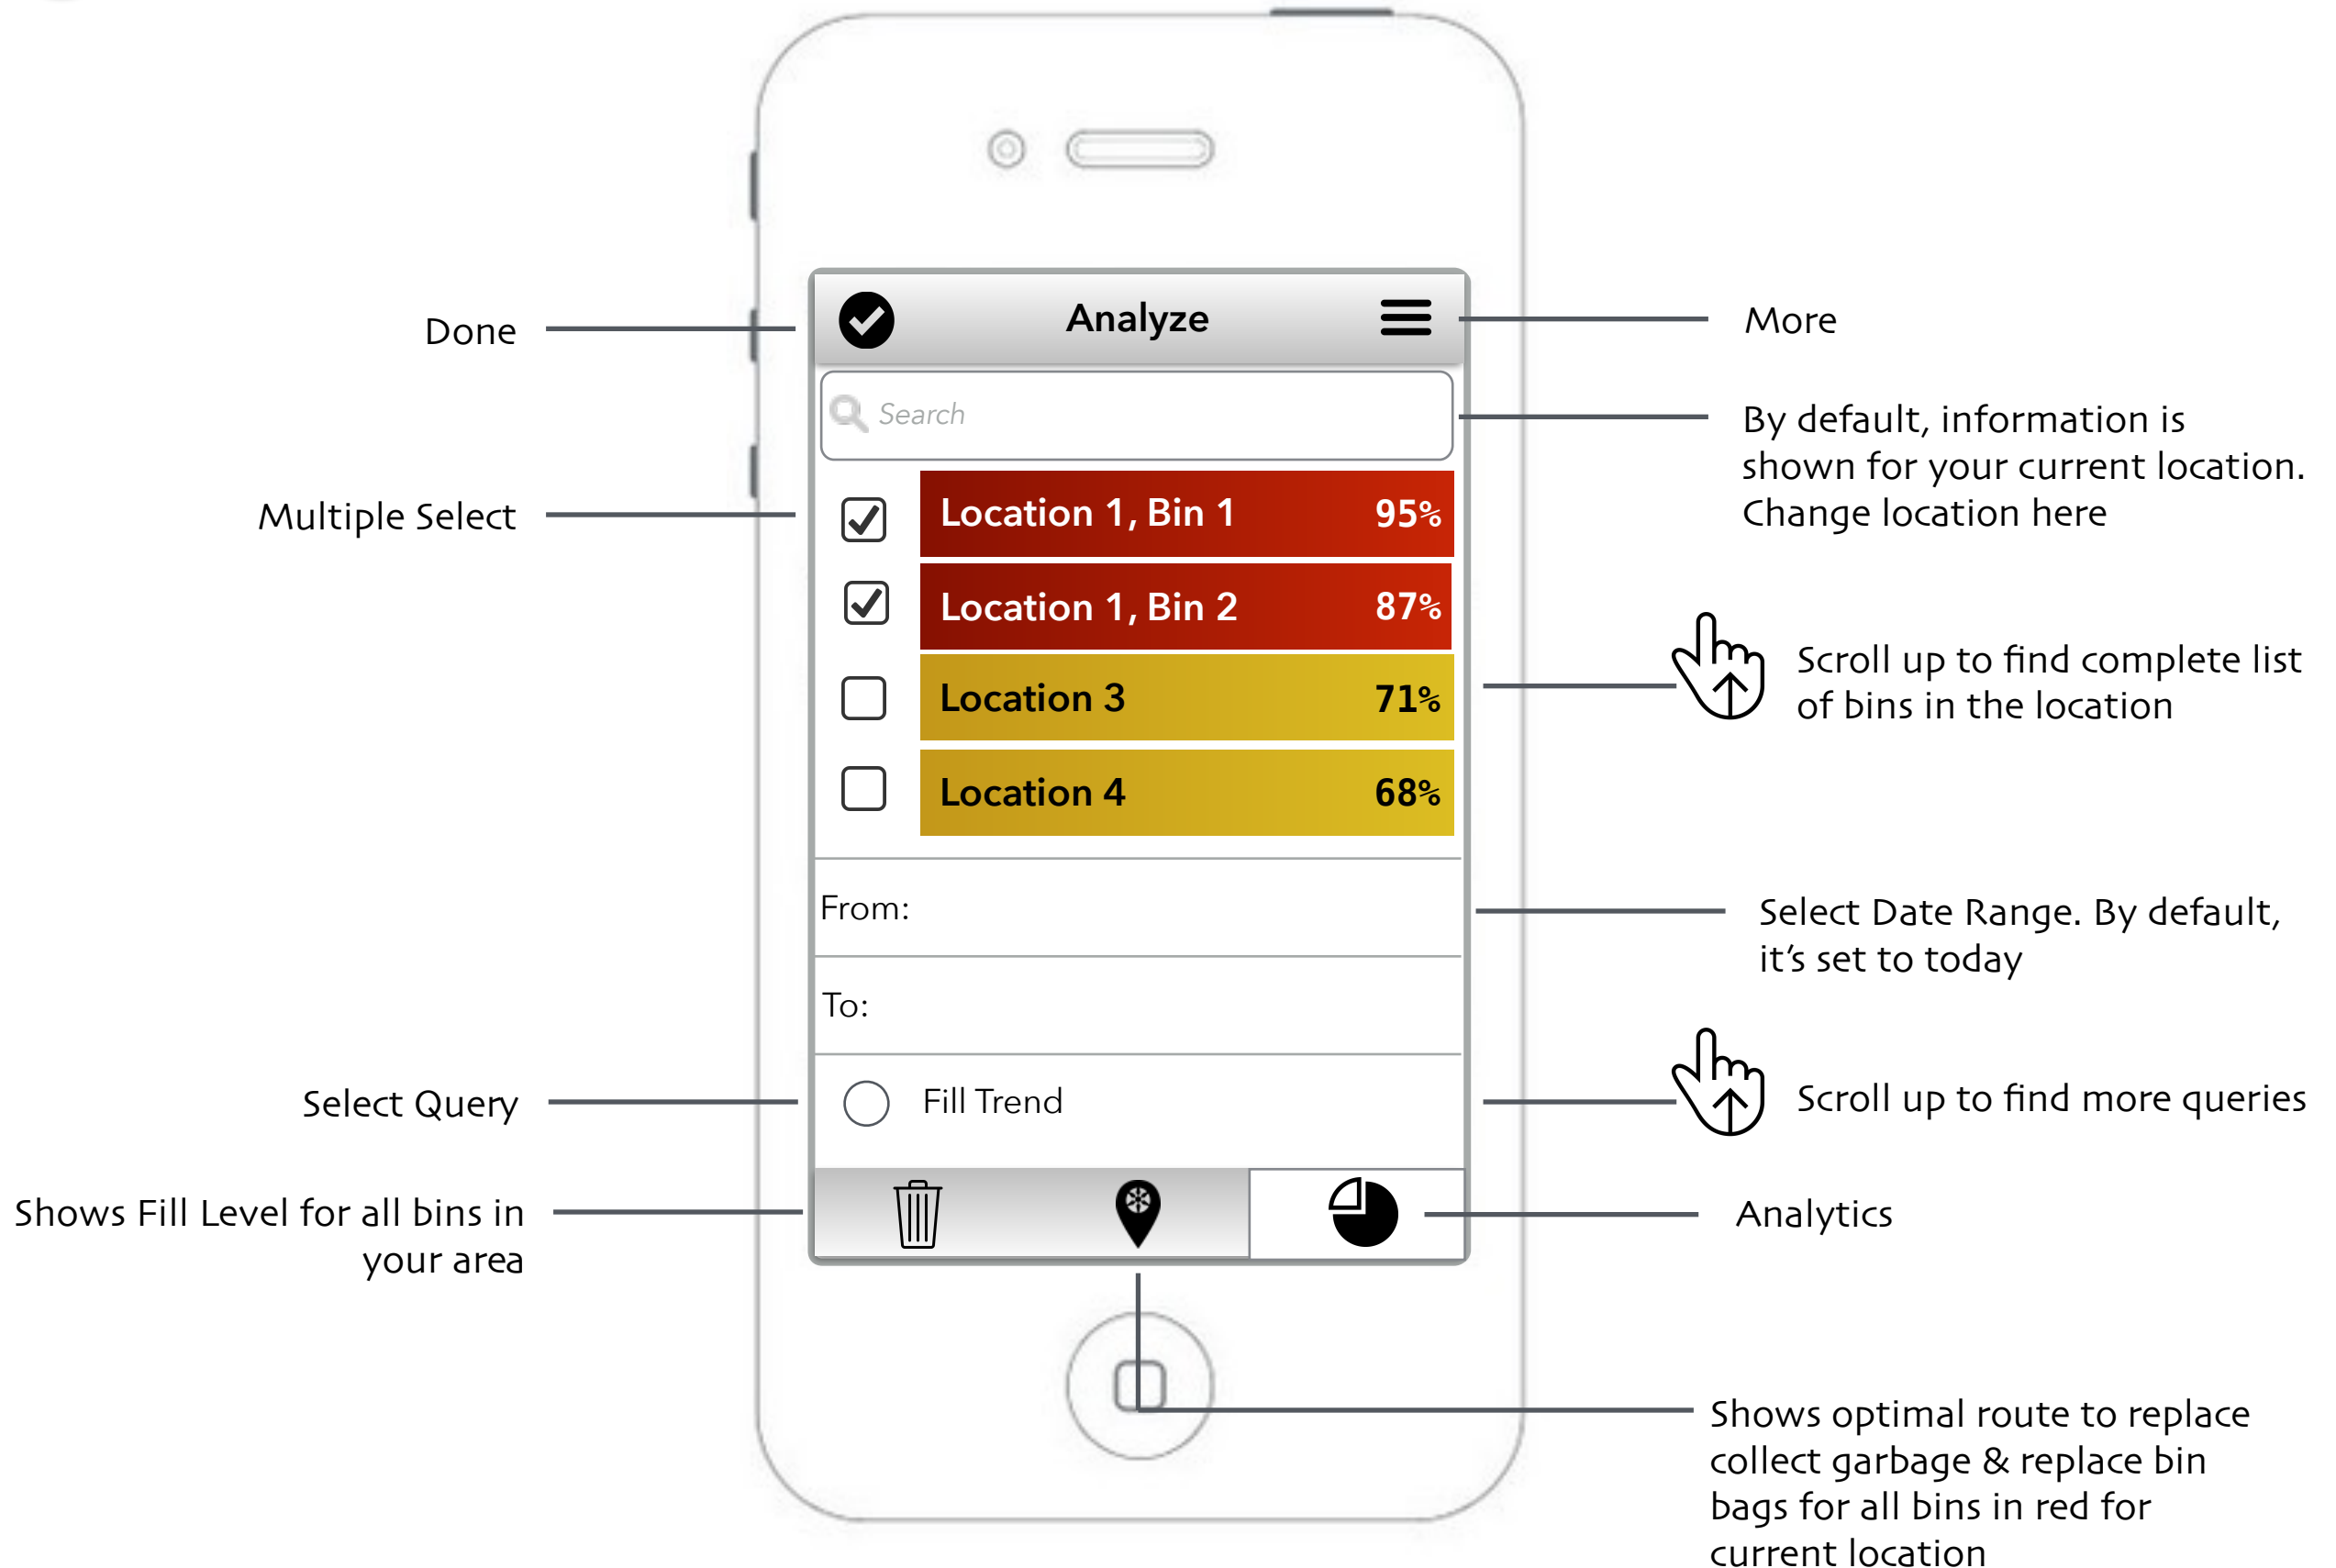 Done
Analyze
More
Search
By default, information is
shown for your current location.
Change location here
Multiple Select
Location 1, Bin 1 95%
Location 1, Bin 2 87%
Location 3 71%
Location 4 68%
Scroll up to find complete list
of bins in the location
From:
Select Date Range. By default,
it's set to today
To:
Select Query
Fill Trend
Scroll up to find more queries
Shows Fill Level for all bins in
your area
Analytics
Shows optimal route to replace
collect garbage & replace bin
bags for all bins in red for
current location